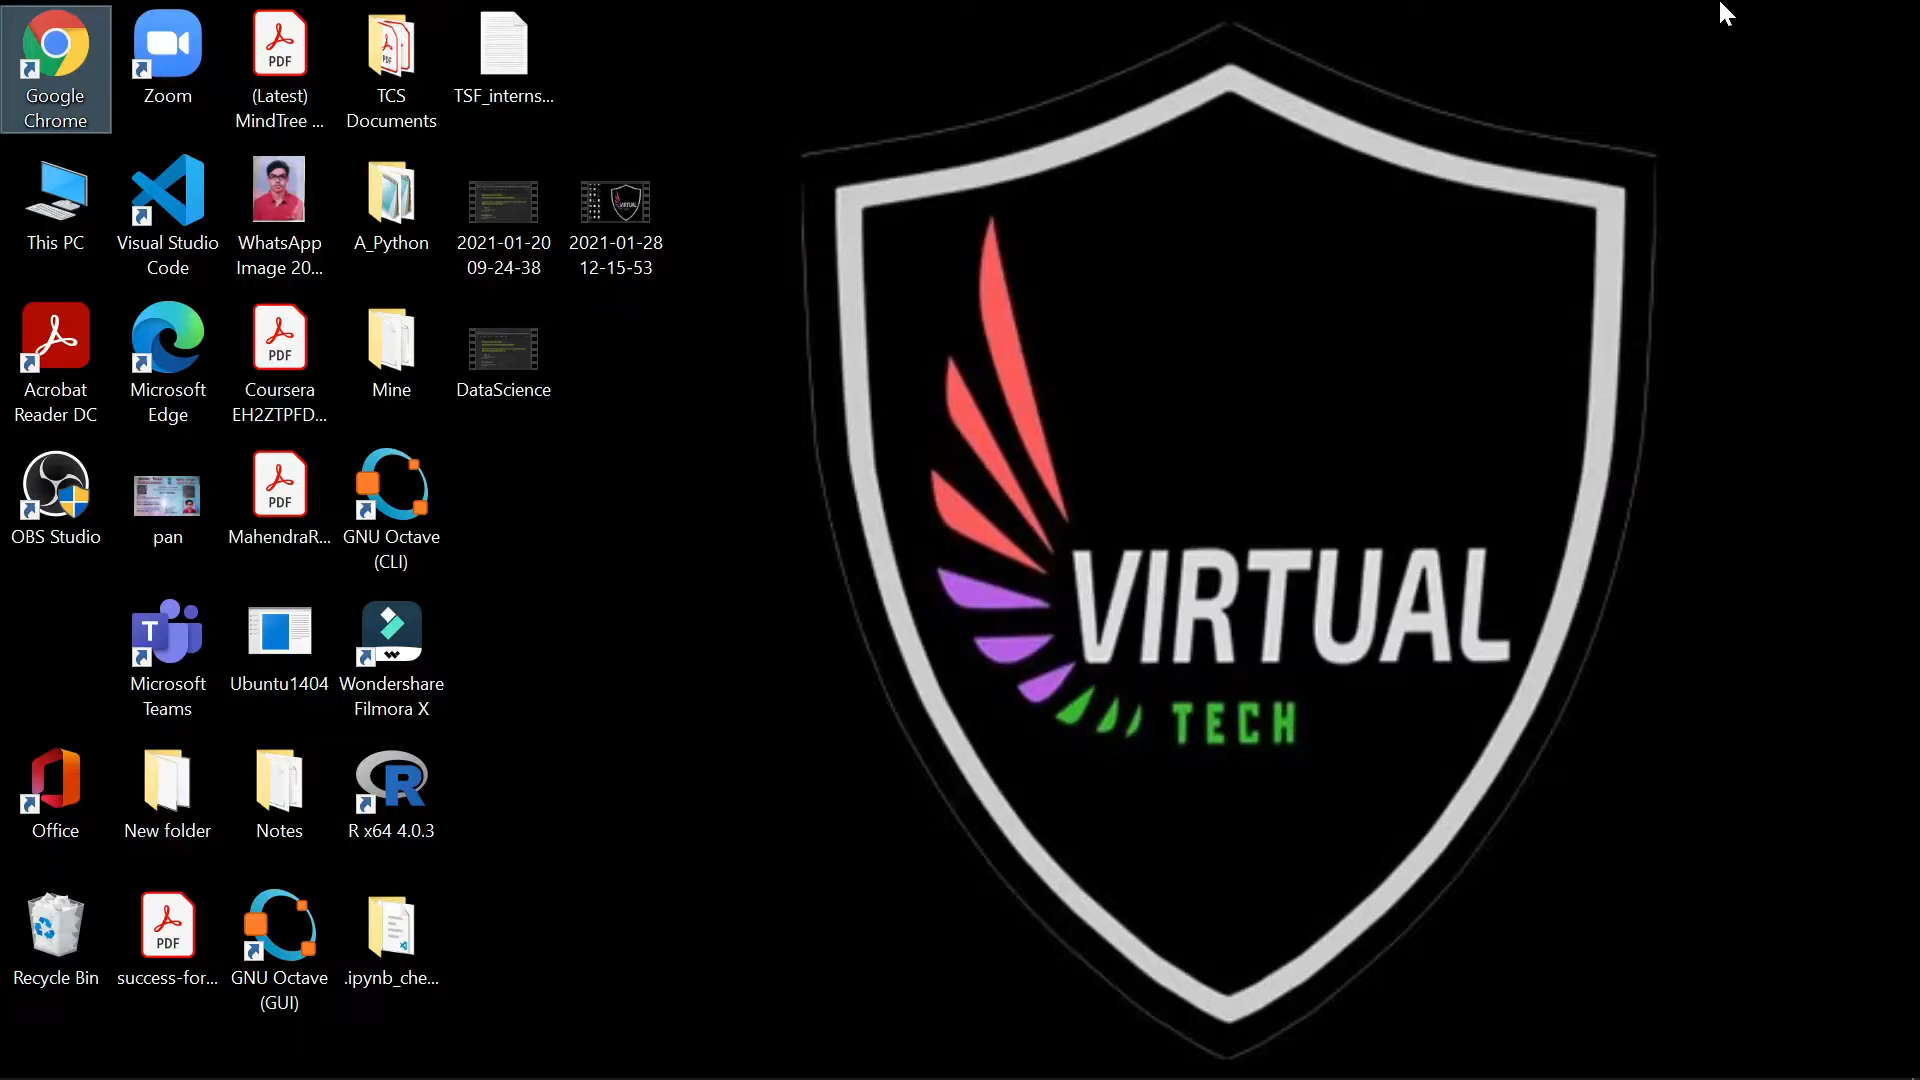 Google
Chrome
Zoom
PDF
(Latest)
MindTree ...
PDF
TCS
Documents
TSF_interns...
This PC
Visual Studio
Code
WhatsApp
Image 20...
A_Python
2021-01-20
09-24-38
VIRTUAL
2021-01-28
12-15-53
Acrobat
Reader DC
Microsoft
Edge
PDF
Coursera
EH2ZTPFD...
Mine
DataScience
OBS Studio
pan
PDF
MahendraR...
GNU Octave
(CLI)
T
Microsoft
Teams
Ubuntu1404
Wondershare
Filmora X
Office
New folder
Notes
R
R x64 4.0.3
Recycle Bin
PDF
success-for...
GNU Octave
(GUI)
.ipynb_che...
VIRTUAL
TECH